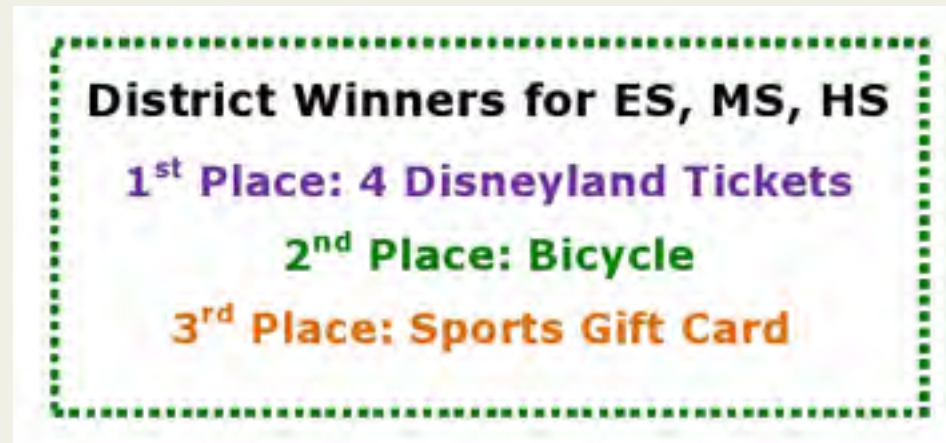 District Winners for ES, MS, HS
1st Place: 4 Disneyland Tickets
2nd Place: Bicycle
3rd Place: Sports Gift Card